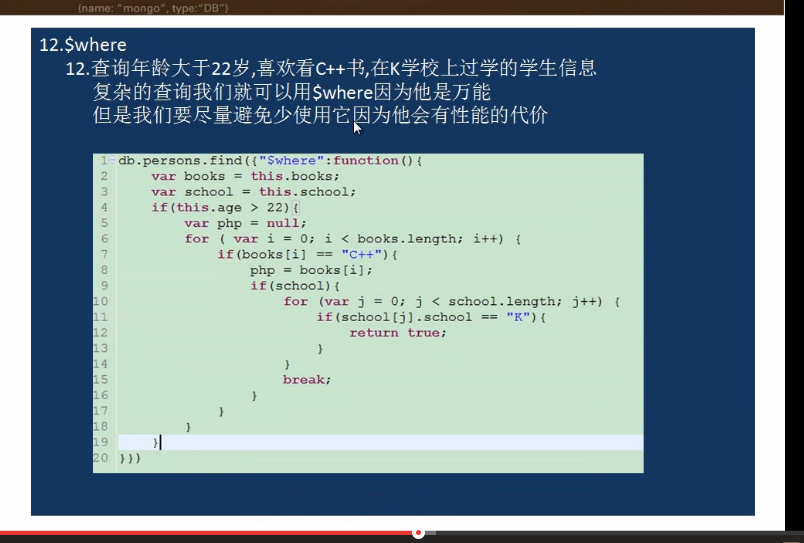 {name: "mongo", type:"DB"}
12.$where
12.查询年龄大于22岁,喜欢看C++书,在K学校上过学的学生信息
复杂的查询我们就可以用$where因为他是万能
但是我们要尽量避免少使用它因为他会有性能的代价
1 db.persons.find({"$where":function(){
2 var books = this.books;
3 var school = this.school;
4 if(this.age > 22){
5 var php = null;
6 for ( var i = 0; i < books.length; i++) {
7 if(books[i] == "C++"){
8 php = books[i];
9 if(school){
10 for (var j = 0; j < school.length; j++) {
11 if(school[j].school == "K"){
12 return true;
13 }
14 }
15 break;
16 }
17 }
18 }
19 }
20 }})